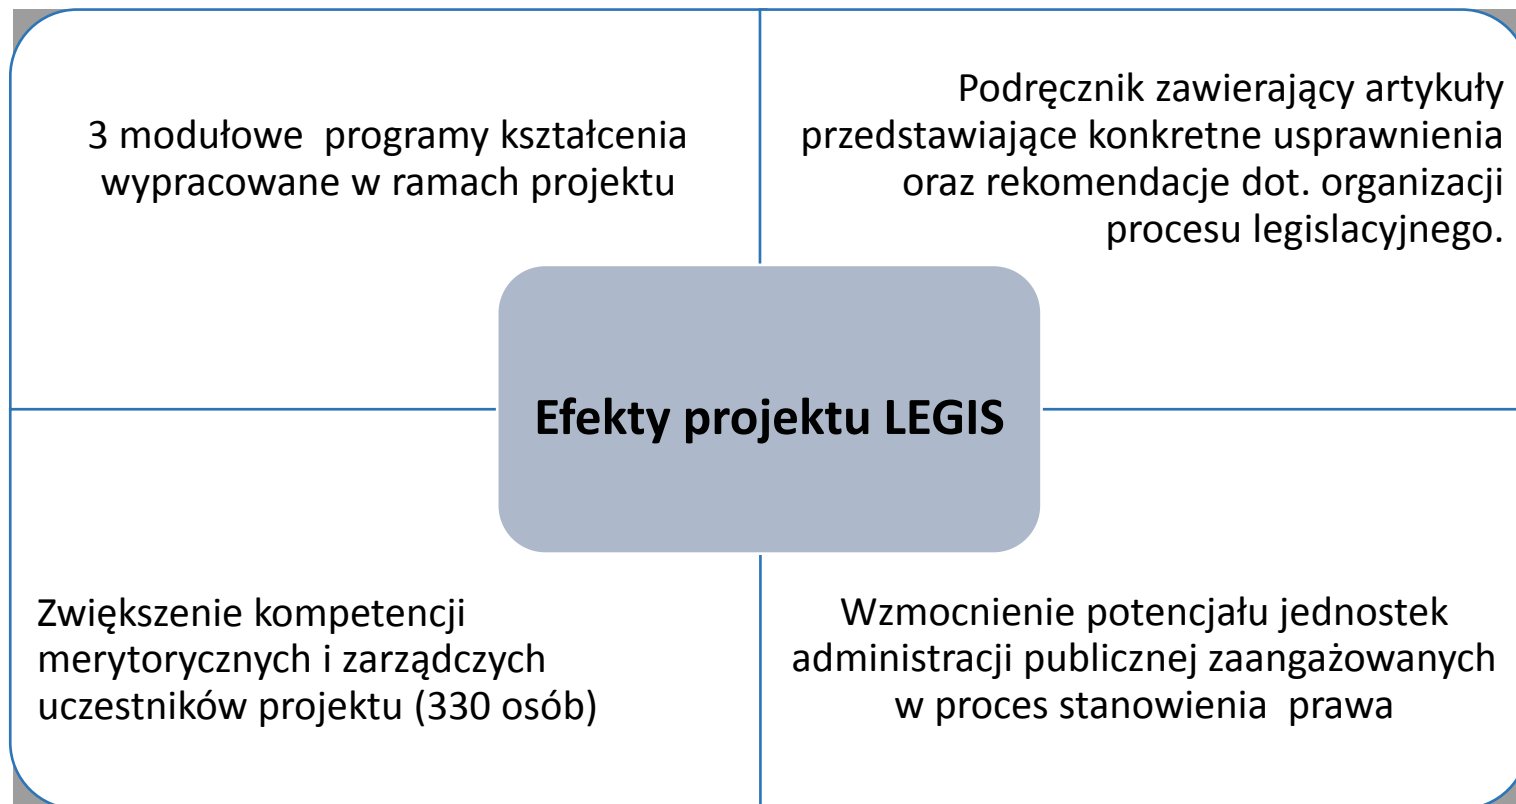 3 modułowe  programy kształcenia
wypracowane w ramach projektu
Podręcznik zawierający artykuły
przedstawiające konkretne usprawnienia
oraz rekomendacje dot. organizacji
procesu legislacyjnego.
Efekty projektu LEGIS
Zwiększenie kompetencji
merytorycznych i zarządczych
uczestników projektu (330 osób)
Wzmocnienie potencjału jednostek
administracji publicznej zaangażowanych
w proces stanowienia  prawa